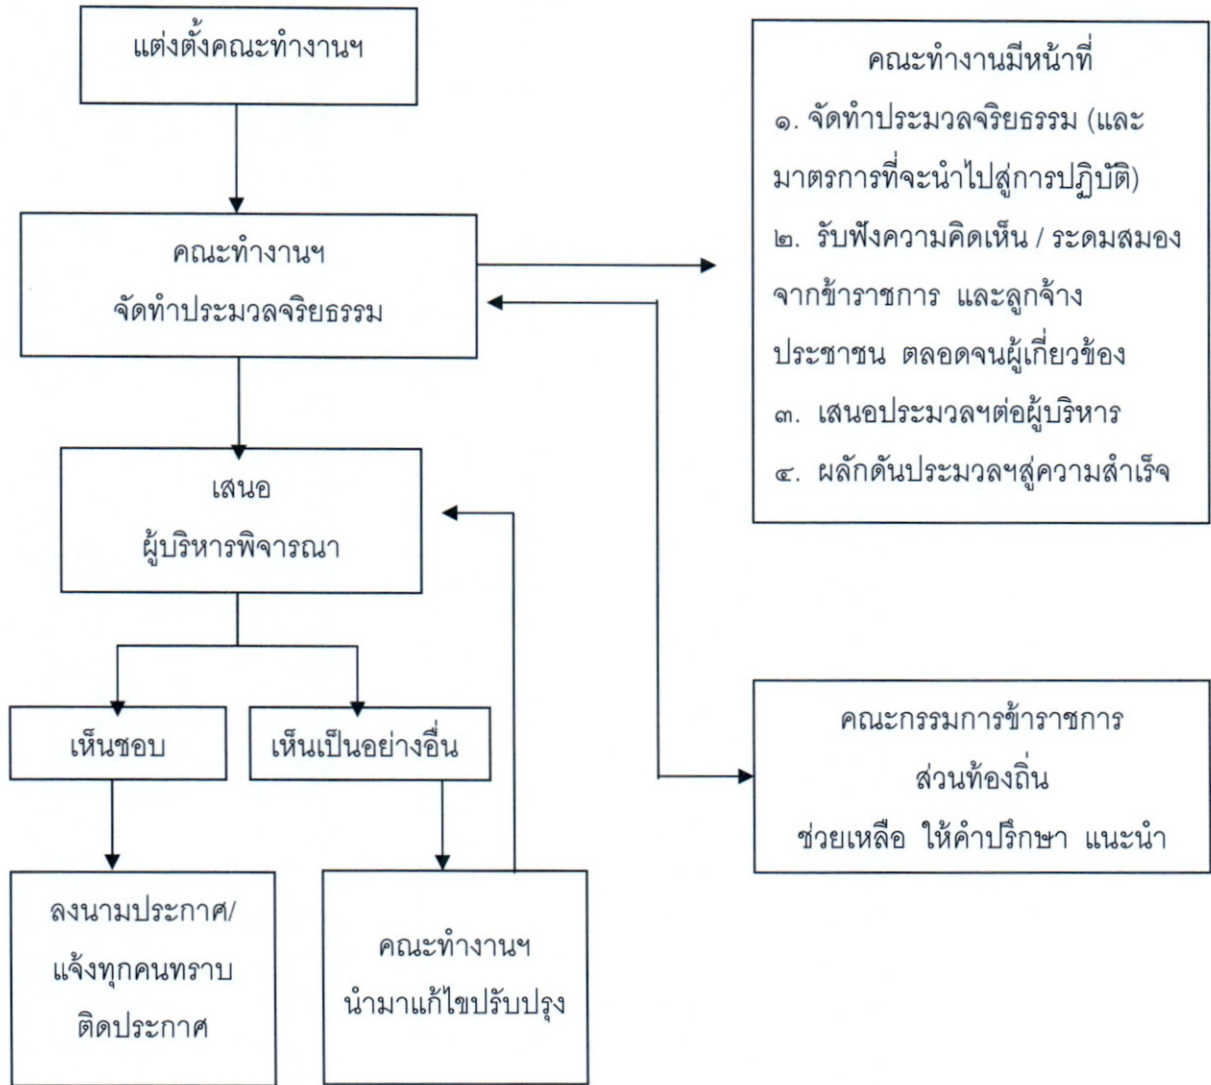 แต่งตั้งคณะทำงานฯ
คณะทำงานฯ
จัดทำประมวลจริยธรรม
คณะทำงานมีหน้าที่
๑. จัดทำประมวลจริยธรรม (และ
มาตรการที่จะนำไปสู่การปฏิบัติ)
๒. รับฟังความคิดเห็น / ระดมสมอง
จากข้าราชการ และลูกจ้าง
ประชาชน ตลอดจนผู้เกี่ยวข้อง
๓. เสนอประมวลฯต่อผู้บริหาร
๔. ผลักดันประมวลฯสู่ความสำเร็จ
เสนอ
ผู้บริหารพิจารณา
เห็นชอบ
เห็นเป็นอย่างอื่น
คณะกรรมการข้าราชการ
ส่วนท้องถิ่น
ช่วยเหลือ ให้คำปรึกษา แนะนำ
ลงนามประกาศ/
แจ้งทุกคนทราบ
ติดประกาศ
คณะทำงานฯ
นำมาแก้ไขปรับปรุง